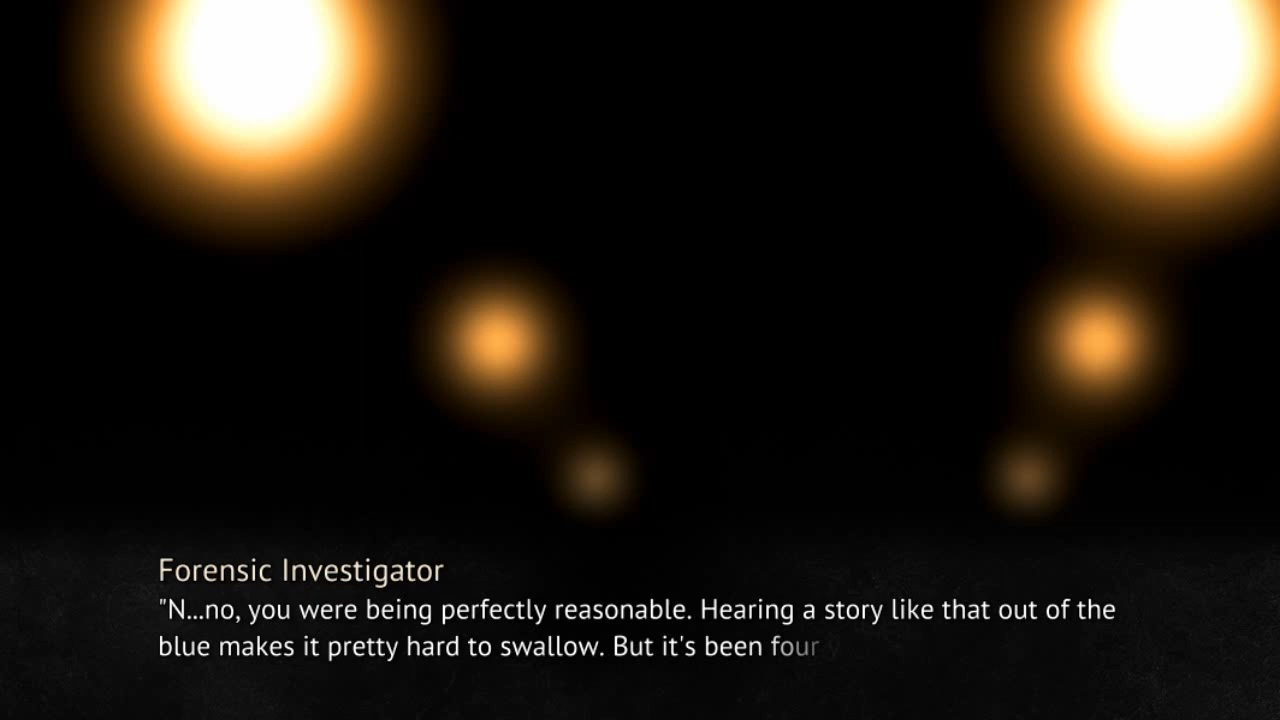 Forensic Investigator
"N...no, you were being perfectly reasonable. Hearing a story like that out of the
blue makes it pretty hard to swallow. But it's been four